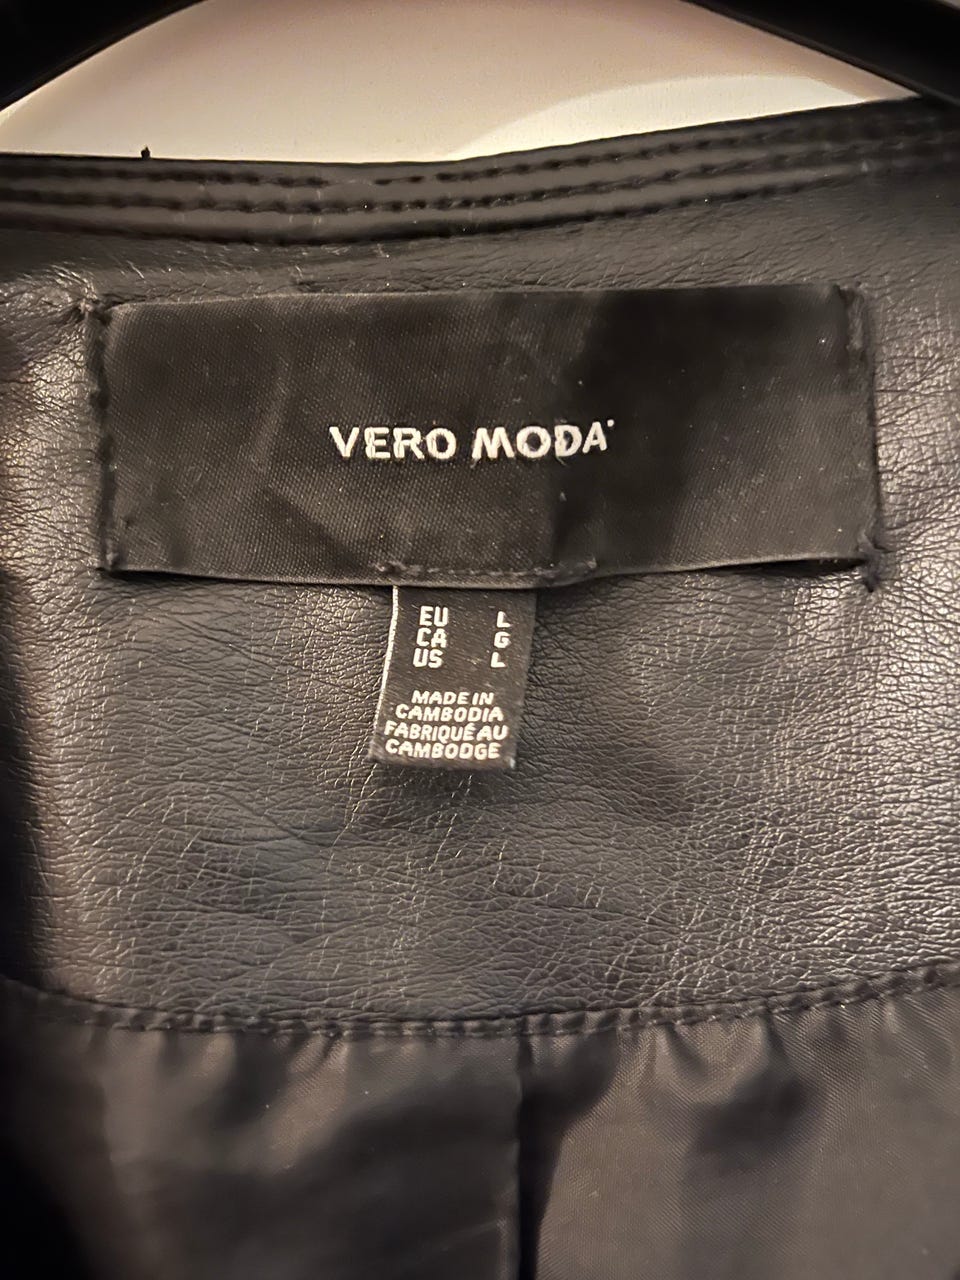 VERO MODA
EU L
CA G
US L
MADE IN
CAMBODIA
FABRIQUÉ AU
CAMBODGE